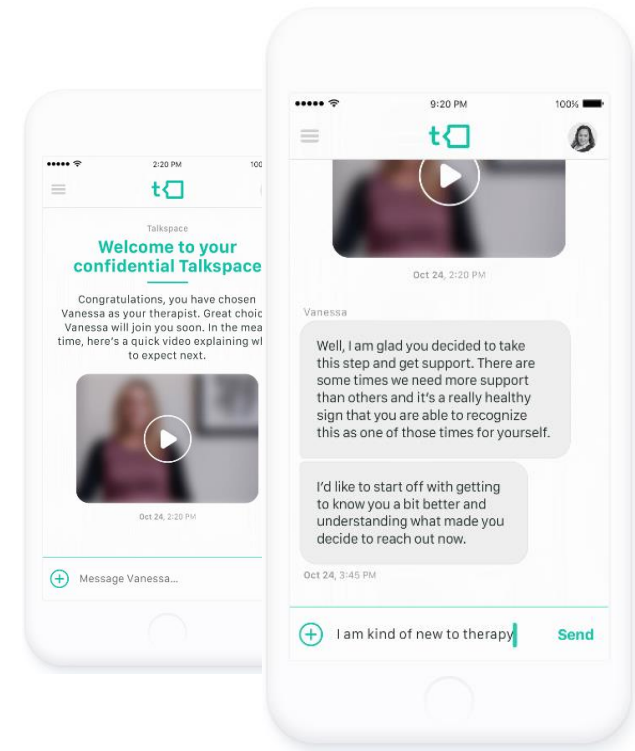 2:20 PM
100
t
Talkspace
Welcome to your
confidential Talkspace
Congratulations, you have chosen
Vanessa as your therapist. Great choic
Vanessa will join you soon. In the mea
time, here's a quick video explaining wh
to expect next.
Oct 24, 2:20 PM
Message Vanessa...
9:20 PM
100%
t
Oct 24, 2:20 PM
Vanessa
Well, I am glad you decided to take
this step and get support. There are
some times we need more support
than others and it's a really healthy
sign that you are able to recognize
this as one of those times for yourself.
I'd like to start off with getting
to know you a bit better and
understanding what made you
decide to reach out now.
Oct 24, 3:45 PM
I am kind of new to therapy
Send